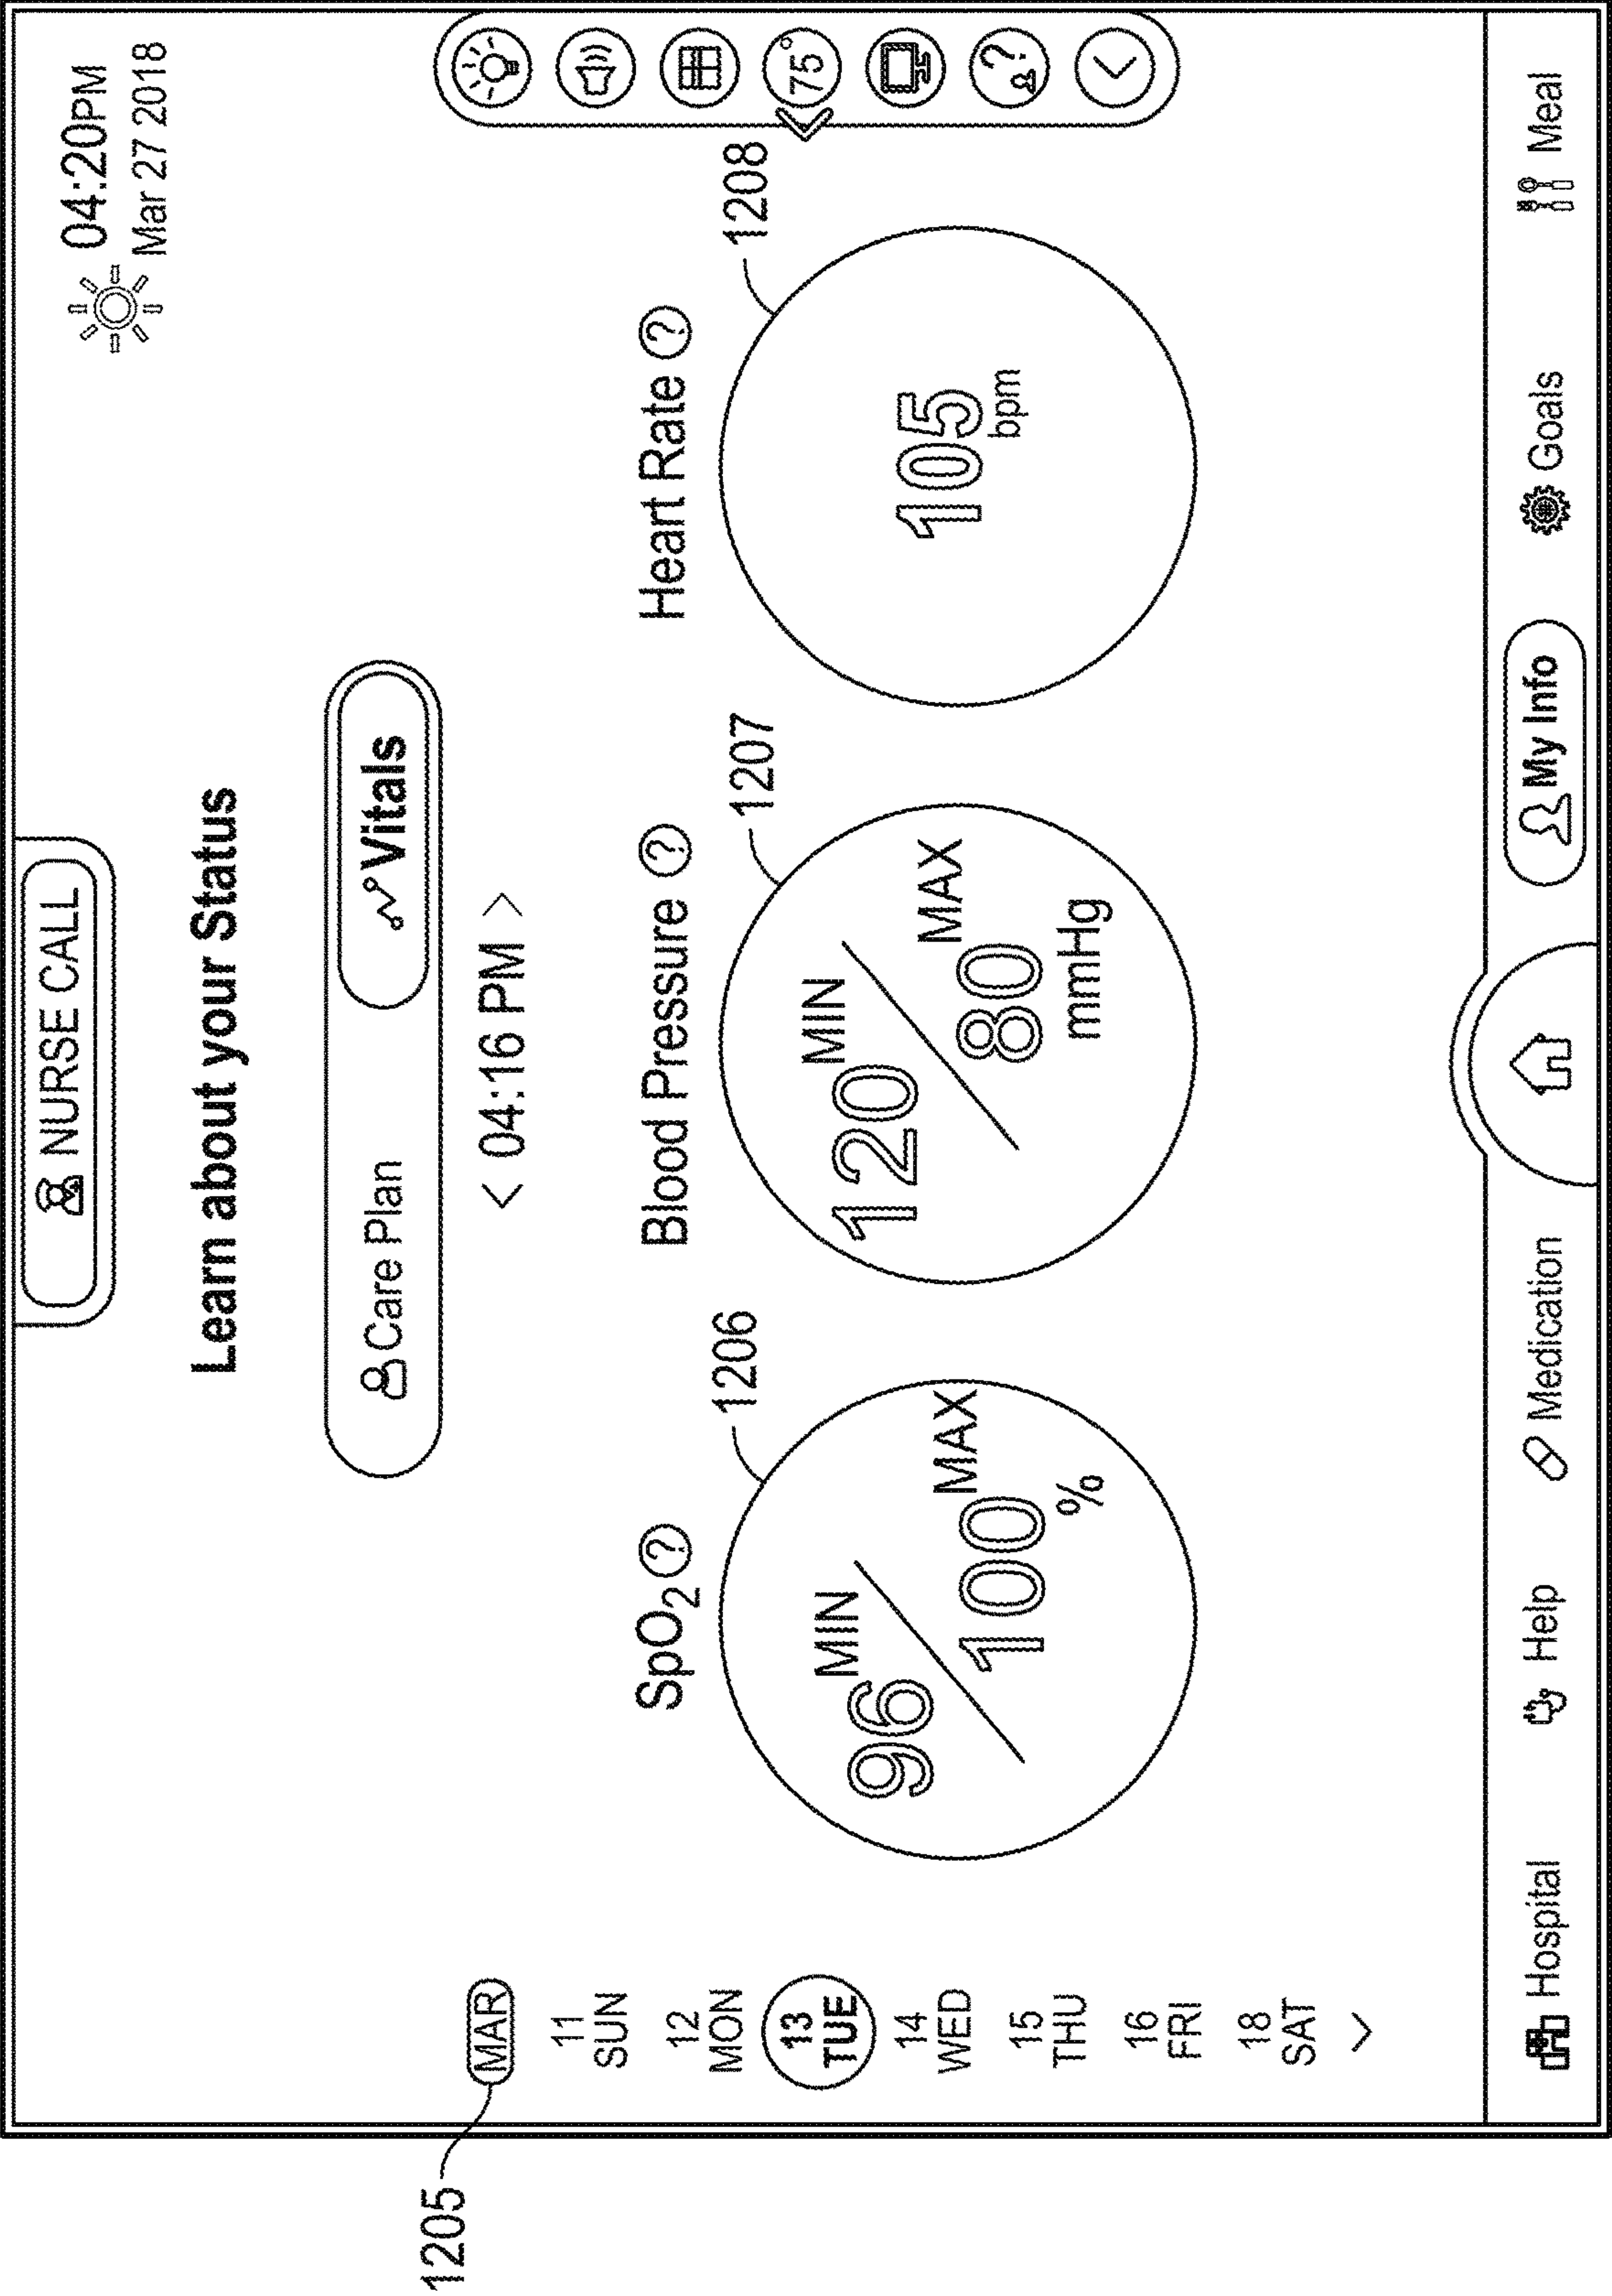 NURSE CALL
04:20PM
Mar 27 2018
Learn about your Status
Care Plan
Vitals
< 04:16 PM >
1205
MAR
11
SUN
12
MON
13
TUE
14
WED
15
THU
16
FRI
18
SAT
SpO₂ ?
1206
96 MIN
100 MAX
%
Blood Pressure ?
1207
120 MIN
80 MAX
mmHg
Heart Rate ?
1208
105
bpm
75°
?
Hospital
Help
Medication
My Info
Goals
Meal